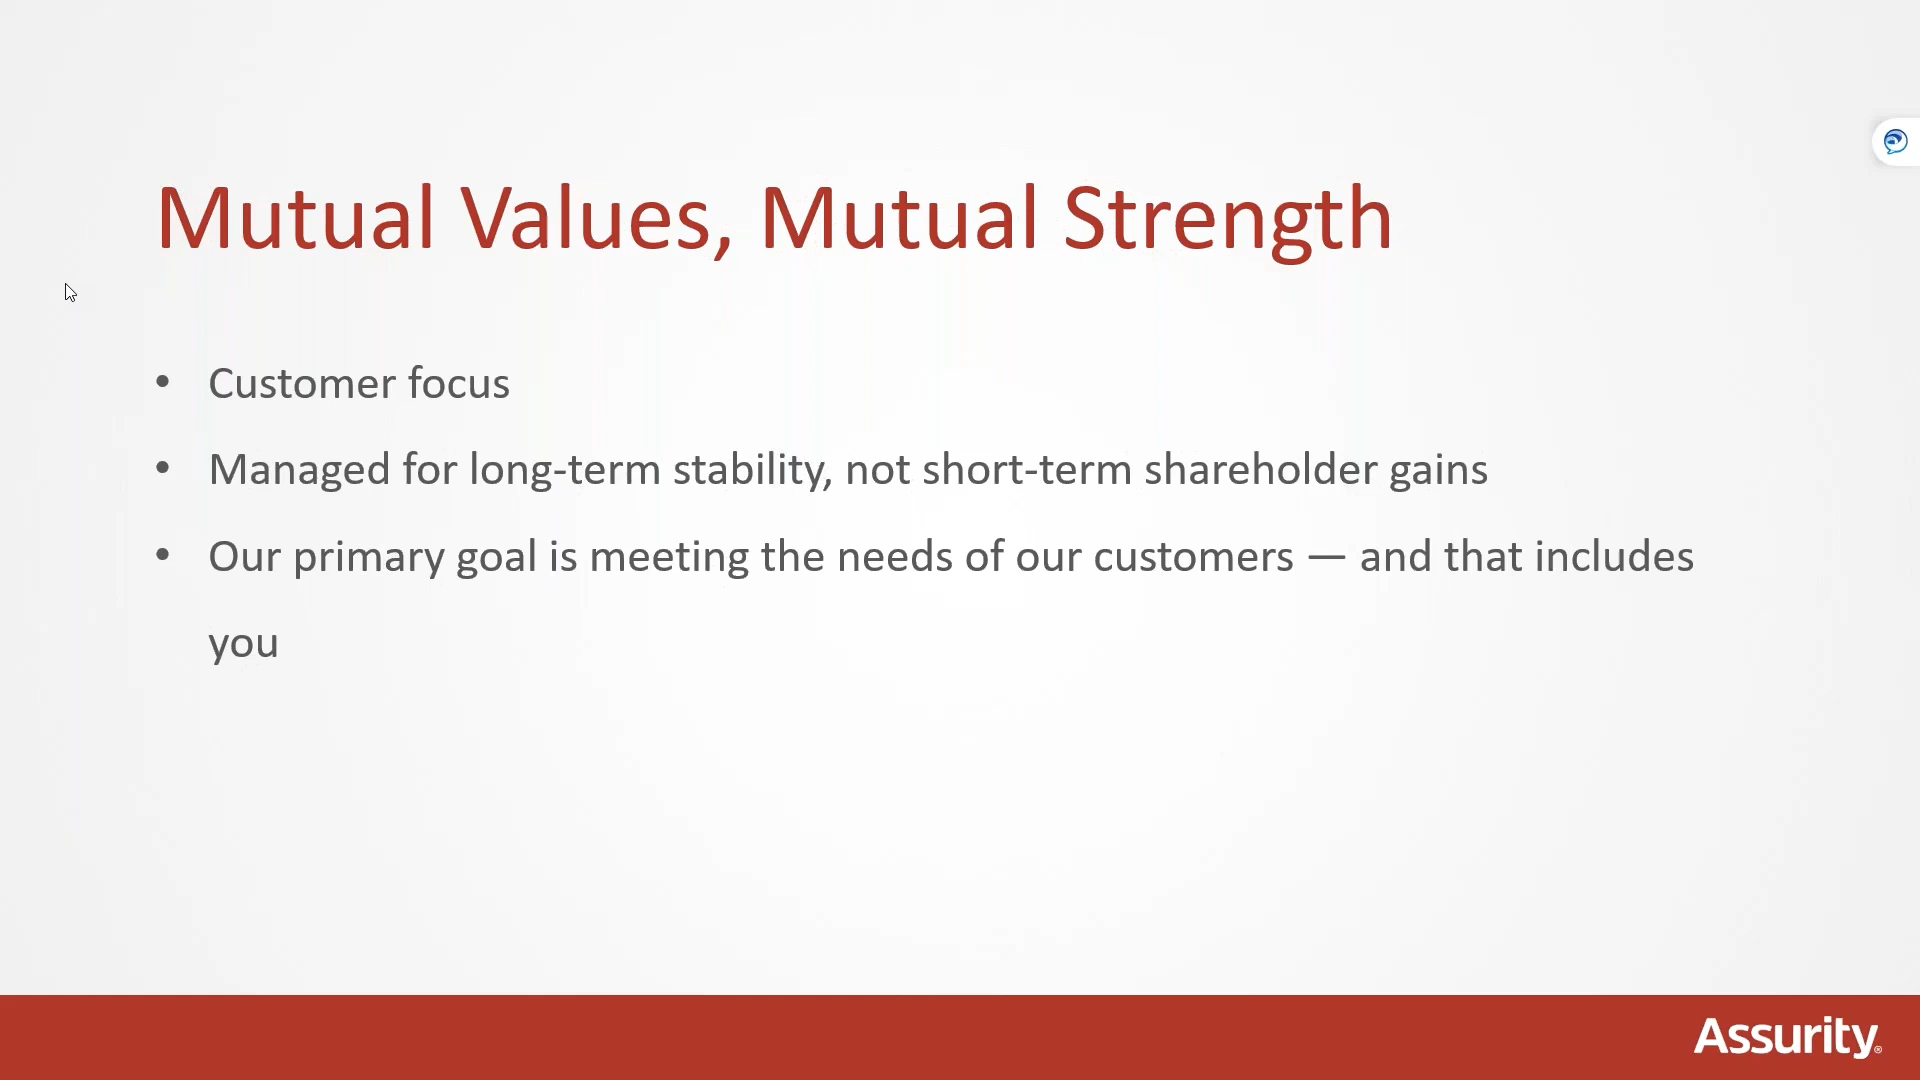 Mutual Values, Mutual Strength
• Customer focus
• Managed for long-term stability, not short-term shareholder gains
• Our primary goal is meeting the needs of our customers — and that includes
you
Assurity®